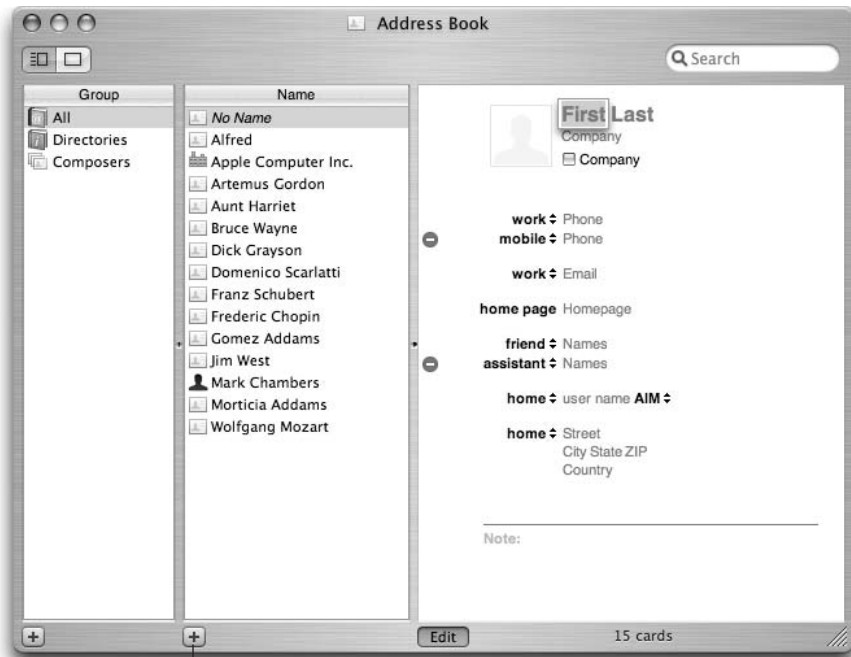 Address Book
Search
Group
All
Directories
Composers
Name
No Name
Alfred
Apple Computer Inc.
Artemus Gordon
Aunt Harriet
Bruce Wayne
Dick Grayson
Domenico Scarlatti
Franz Schubert
Frederic Chopin
Gomez Addams
Jim West
Mark Chambers
Morticia Addams
Wolfgang Mozart
First Last
Company
Company
work Phone
mobile Phone
work Email
home page Homepage
friend Names
assistant Names
home user name AIM
home Street
City State ZIP
Country
Note:
Edit
15 cards